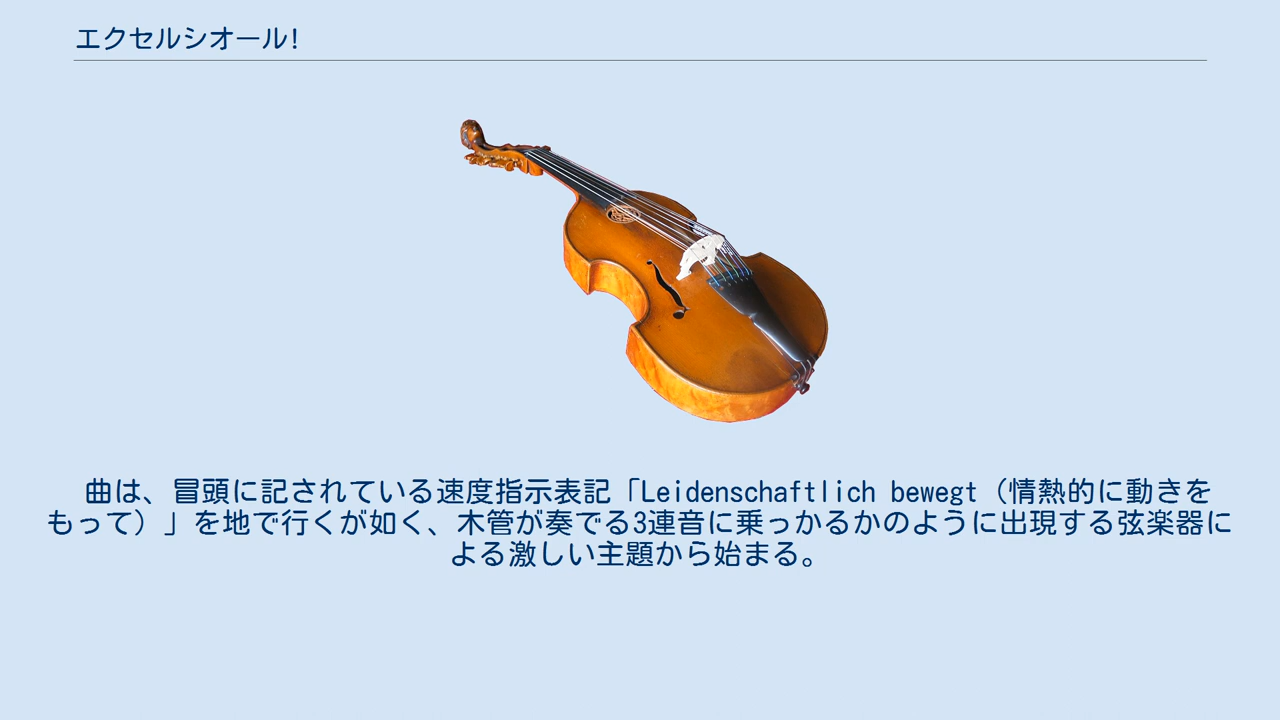 エクセルシオール!
曲は、冒頭に記されている速度指示表記「Leidenschaftlich bewegt（情熱的に動きを
もって）」を地で行くが如く、木管が奏でる3連音に乗っかるかのように出現する弦楽器に
よる激しい主題から始まる。